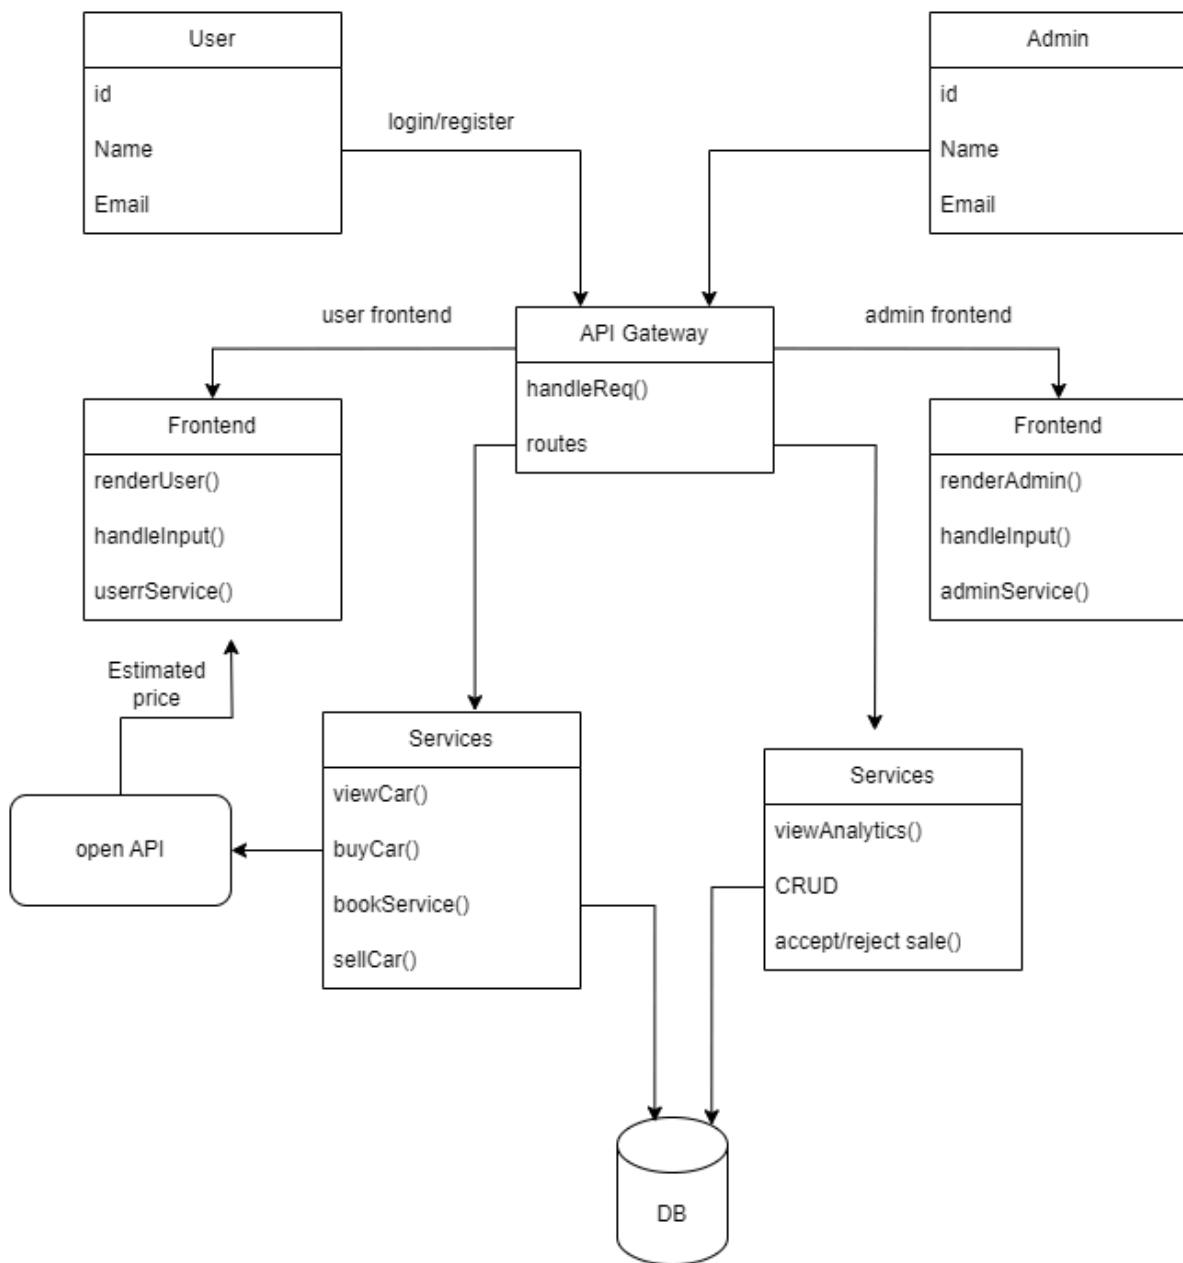 User
id
Name
Email
login/register
Admin
id
Name
Email
user frontend
API Gateway
handleReq()
routes
admin frontend
Frontend
renderUser()
handleInput()
userrService()
Frontend
renderAdmin()
handleInput()
adminService()
Estimated
price
open API
Services
viewCar()
buyCar()
bookService()
sellCar()
Services
viewAnalytics()
CRUD
accept/reject sale()
DB